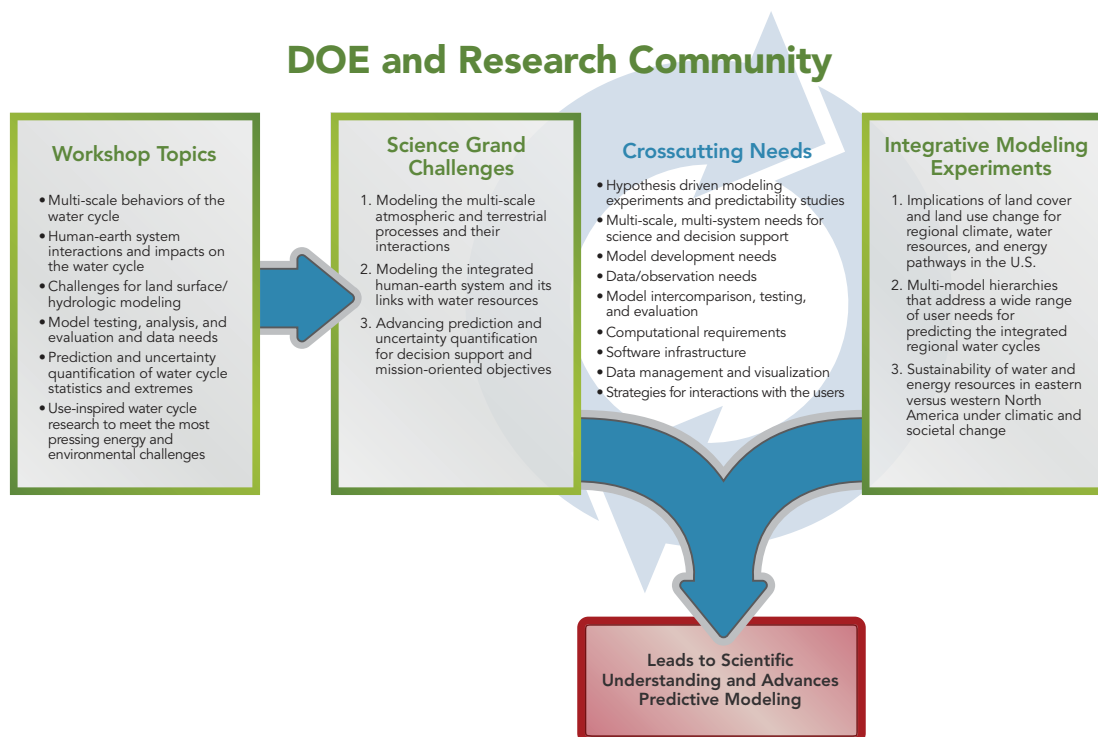 DOE and Research Community
Workshop Topics
• Multi-scale behaviors of the
water cycle
• Human-earth system
interactions and impacts on
the water cycle
• Challenges for land surface/
hydrologic modeling
• Model testing, analysis, and
evaluation and data needs
• Prediction and uncertainty
quantification of water cycle
statistics and extremes
• Use-inspired water cycle
research to meet the most
pressing energy and
environmental challenges
Science Grand
Challenges
1. Modeling the multi-scale
atmospheric and terrestrial
processes and their
interactions
2. Modeling the integrated
human-earth system and its
links with water resources
3. Advancing prediction and
uncertainty quantification
for decision support and
mission-oriented objectives
Crosscutting Needs
• Hypothesis driven modeling
experiments and predictability studies
• Multi-scale, multi-system needs for
science and decision support
• Model development needs
• Data/observation needs
• Model intercomparison, testing,
and evaluation
• Computational requirements
• Software infrastructure
• Data management and visualization
• Strategies for interactions with the users
Integrative Modeling
Experiments
1. Implications of land cover
and land use change for
regional climate, water
resources, and energy
pathways in the U.S.
2. Multi-model hierarchies
that address a wide range
of user needs for
predicting the integrated
regional water cycles
3. Sustainability of water and
energy resources in eastern
versus western North
America under climatic and
societal change
Leads to Scientific
Understanding and Advances
Predictive Modeling